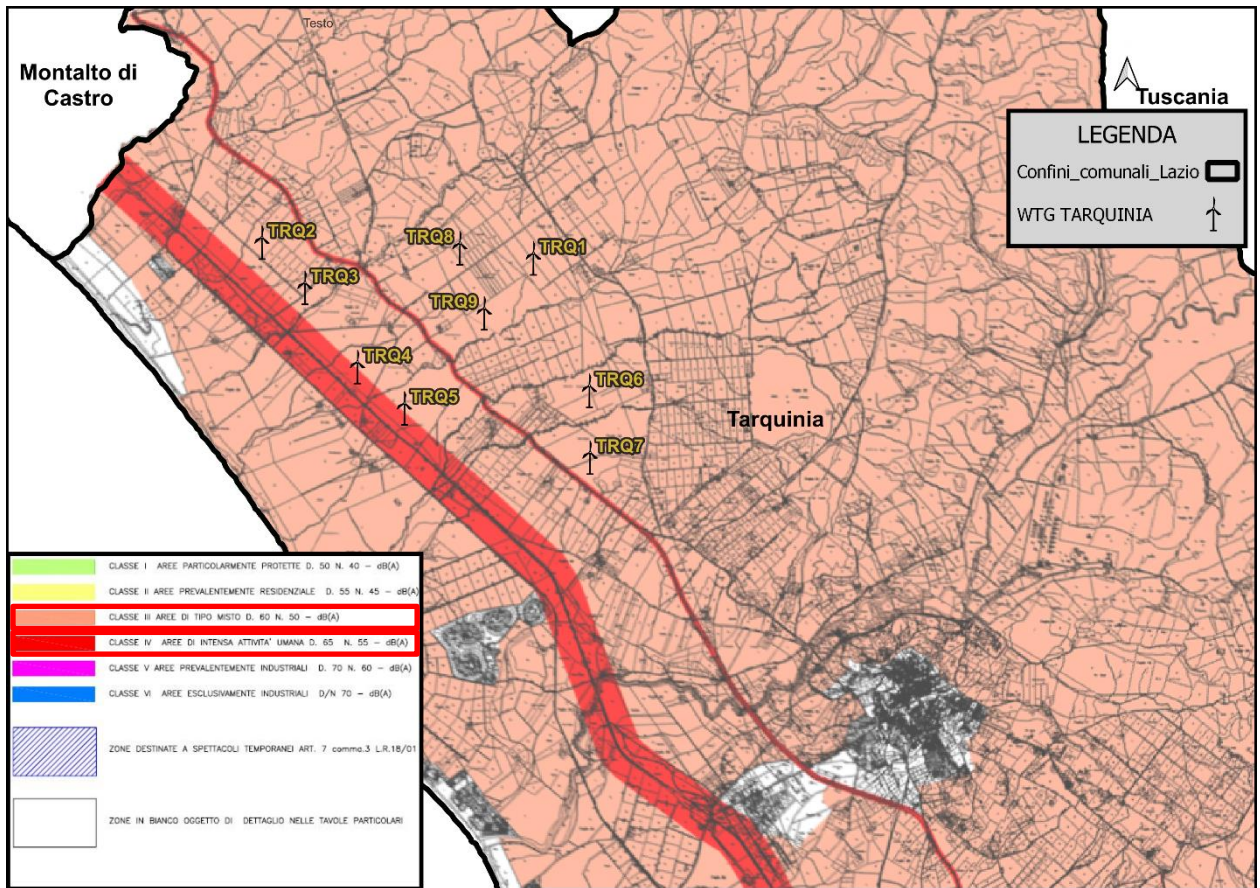 Testo
Montalto di
Castro
Tuscania
LEGENDA
Confini_comunali_Lazio
WTG TARQUINIA
TRQ2
TRQ8
TRQ1
TRQ3
TRQ9
TRQ4
TRQ6
TRQ5
Tarquinia
TRQ7
CLASSE I AREE PARTICOLARMENTE PROTETTE D. 50 N. 40 – dB(A)
CLASSE II AREE PREVALENTEMENTE RESIDENZIALE D. 55 N. 45 – dB(A)
CLASSE III AREE DI TIPO MISTO D. 60 N. 50 – dB(A)
CLASSE IV AREE DI INTENSA ATTIVITA' UMANA D. 65 N. 55 – dB(A)
CLASSE V AREE PREVALENTEMENTE INDUSTRIALI D. 70 N. 60 – dB(A)
CLASSE VI AREE ESCLUSIVAMENTE INDUSTRIALI D/N 70 – dB(A)
ZONE DESTINATE A SPETTACOLI TEMPORANEI ART. 7 comma.3 L.R.18/01
ZONE IN BIANCO OGGETTO DI DETTAGLIO NELLE TAVOLE PARTICOLARI